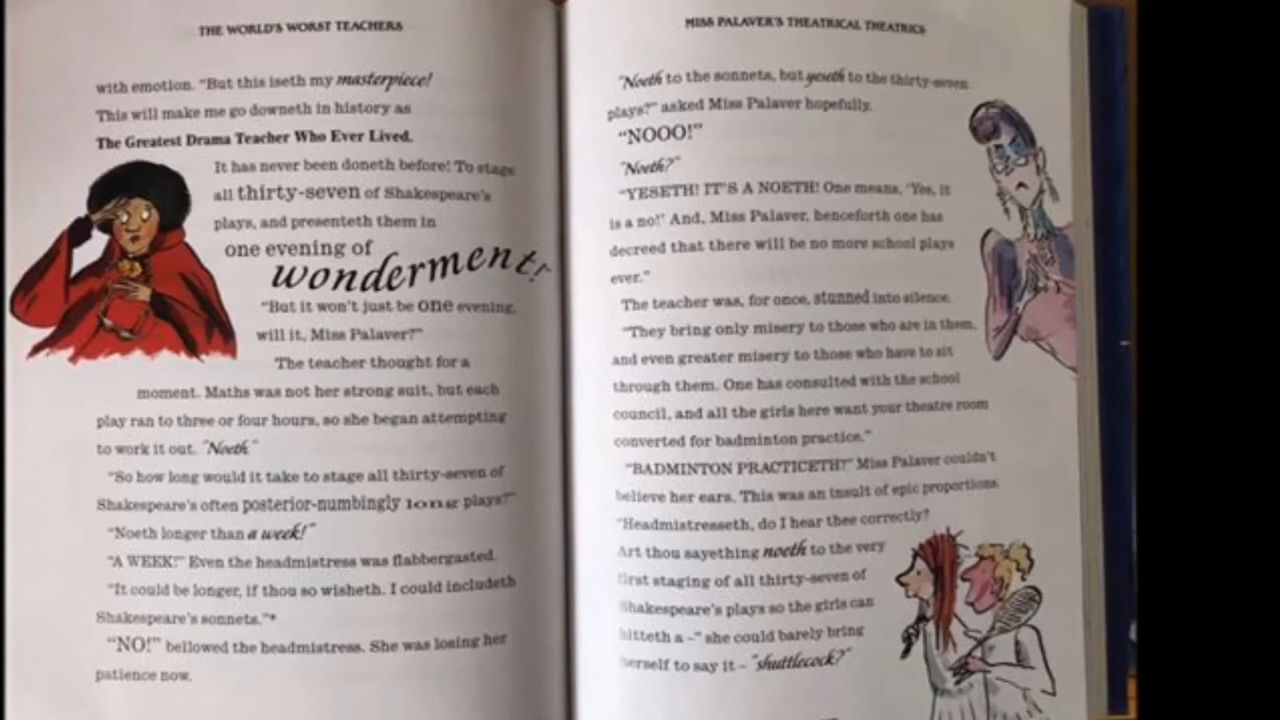 THE WORLD'S WORST TEACHERS
with emotion. "But this iseth my masterpiece!
This will make me go downeth in history as
The Greatest Drama Teacher Who Ever Lived.
It has never been doneth before! To stage
all thirty-seven of Shakespeare's
plays, and presenteth them in
one evening of
wonderment!
"But it won't just be one evening,
will it, Miss Palaver?"
The teacher thought for a
moment. Maths was not her strong suit, but each
play ran to three or four hours, so she began attempting
to work it out. "Noeth."
"So how long would it take to stage all thirty-seven of
Shakespeare's often posterior-numbingly long plays?"
"Noeth longer than a week!"
"A WEEK!" Even the headmistress was flabbergasted.
"It could be longer, if thou so wisheth. I could includeth
Shakespeare's sonnets."*
"NO!" bellowed the headmistress. She was losing her
patience now.
MISS PALAVER'S THEATRICAL THEATRICS
"Noeth to the sonnets, but yeseth to the thirty-seven
plays?" asked Miss Palaver hopefully.
"NOOO!"
"Noeth?"
"YESETH! IT'S A NOETH! One means, 'Yes, it
is a no!' And, Miss Palaver, henceforth one has
decreed that there will be no more school plays
ever."
The teacher was, for once, stunned into silence.
"They bring only misery to those who are in them,
and even greater misery to those who have to sit
through them. One has consulted with the school
council, and all the girls here want your theatre room
converted for badminton practice."
"BADMINTON PRACTICETH?" Miss Palaver couldn't
believe her ears. This was an insult of epic proportions.
"Headmistresseth, do I hear thee correctly?
Art thou sayething noeth to the very
first staging of all thirty-seven of
Shakespeare's plays so the girls can
hitteth a –" she could barely bring
herself to say it – "shuttlecock?"